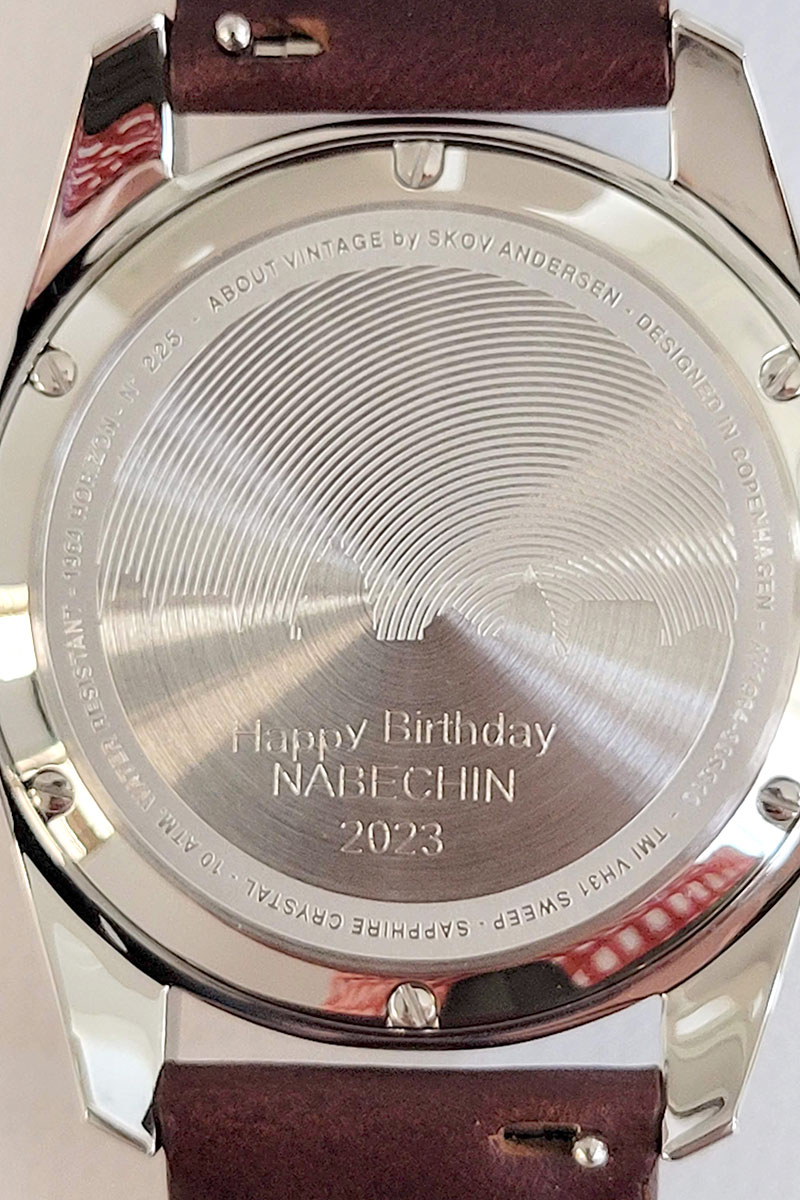 ABOUT VINTAGE by SKOV ANDERSEN - DESIGNED IN COPENHAGEN -
- TMI VH31 SWEEP - SAPPHIRE CRYSTAL - 10 ATM. WATER RESISTANT - 1964 HORIZON - N° 225 -
Happy Birthday
NABECHIN
2023